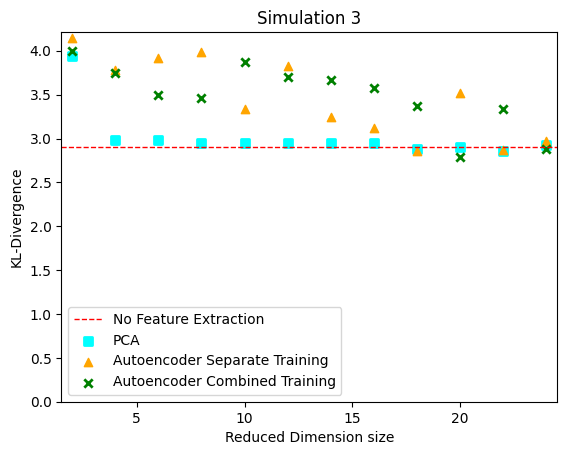 Simulation 3
KL-Divergence
4.0
3.5
3.0
2.5
2.0
1.5
1.0
0.5
0.0
No Feature Extraction
PCA
Autoencoder Separate Training
Autoencoder Combined Training
5
10
15
20
Reduced Dimension size